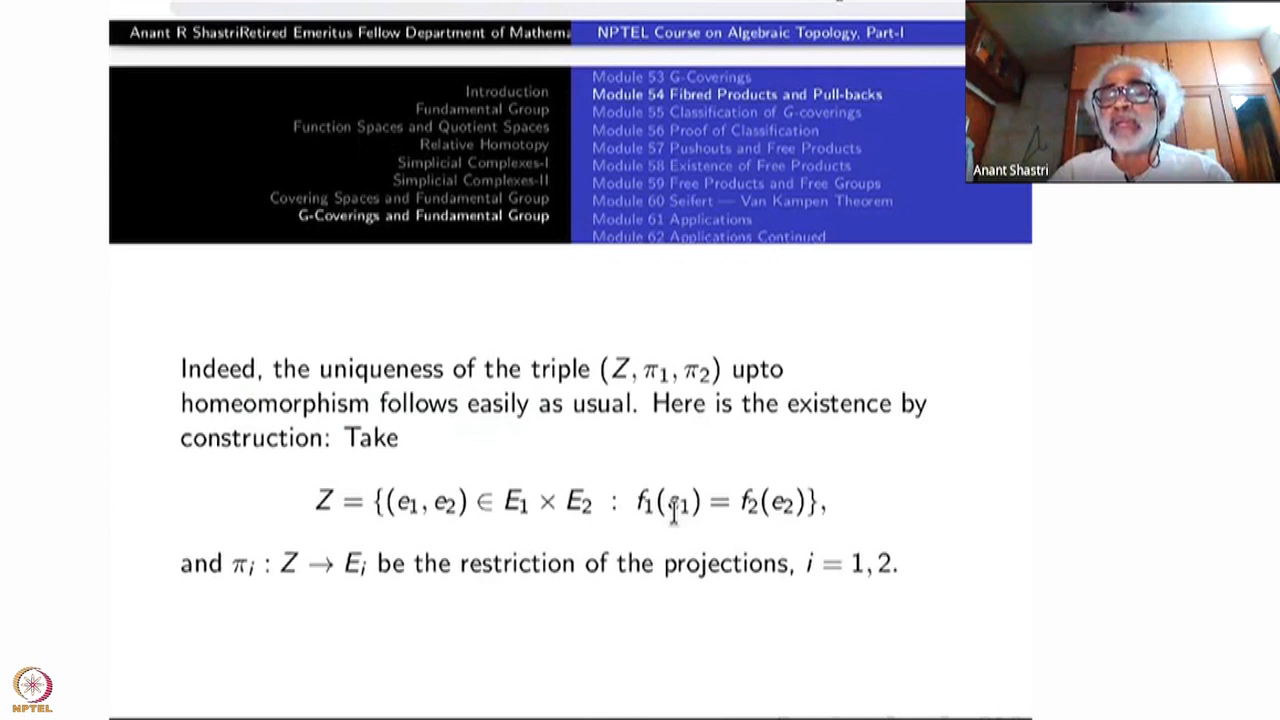 Anant R ShastriRetired Emeritus Fellow Department of Mathema
NPTEL Course on Algebraic Topology, Part-I
Introduction
Fundamental Group
Function Spaces and Quotient Spaces
Relative Homotopy
Simplicial Complexes-I
Simplicial Complexes-II
Covering Spaces and Fundamental Group
G-Coverings and Fundamental Group
Module 53 G-Coverings
Module 54 Fibred Products and Pull-backs
Module 55 Classification of G-coverings
Module 56 Proof of Classification
Module 57 Pushouts and Free Products
Module 58 Existence of Free Products
Module 59 Free Products and Free Groups
Module 60 Seifert — Van Kampen Theorem
Module 61 Applications
Module 62 Applications Continued
Anant Shastri
Indeed, the uniqueness of the triple (Z, π₁, π₂) upto
homeomorphism follows easily as usual. Here is the existence by
construction: Take
Z = {(e₁, e₂) ∈ E₁ × E₂ : f₁(e₁) = f₂(e₂)},
and πᵢ : Z → Eᵢ be the restriction of the projections, i = 1, 2.
NPTEL